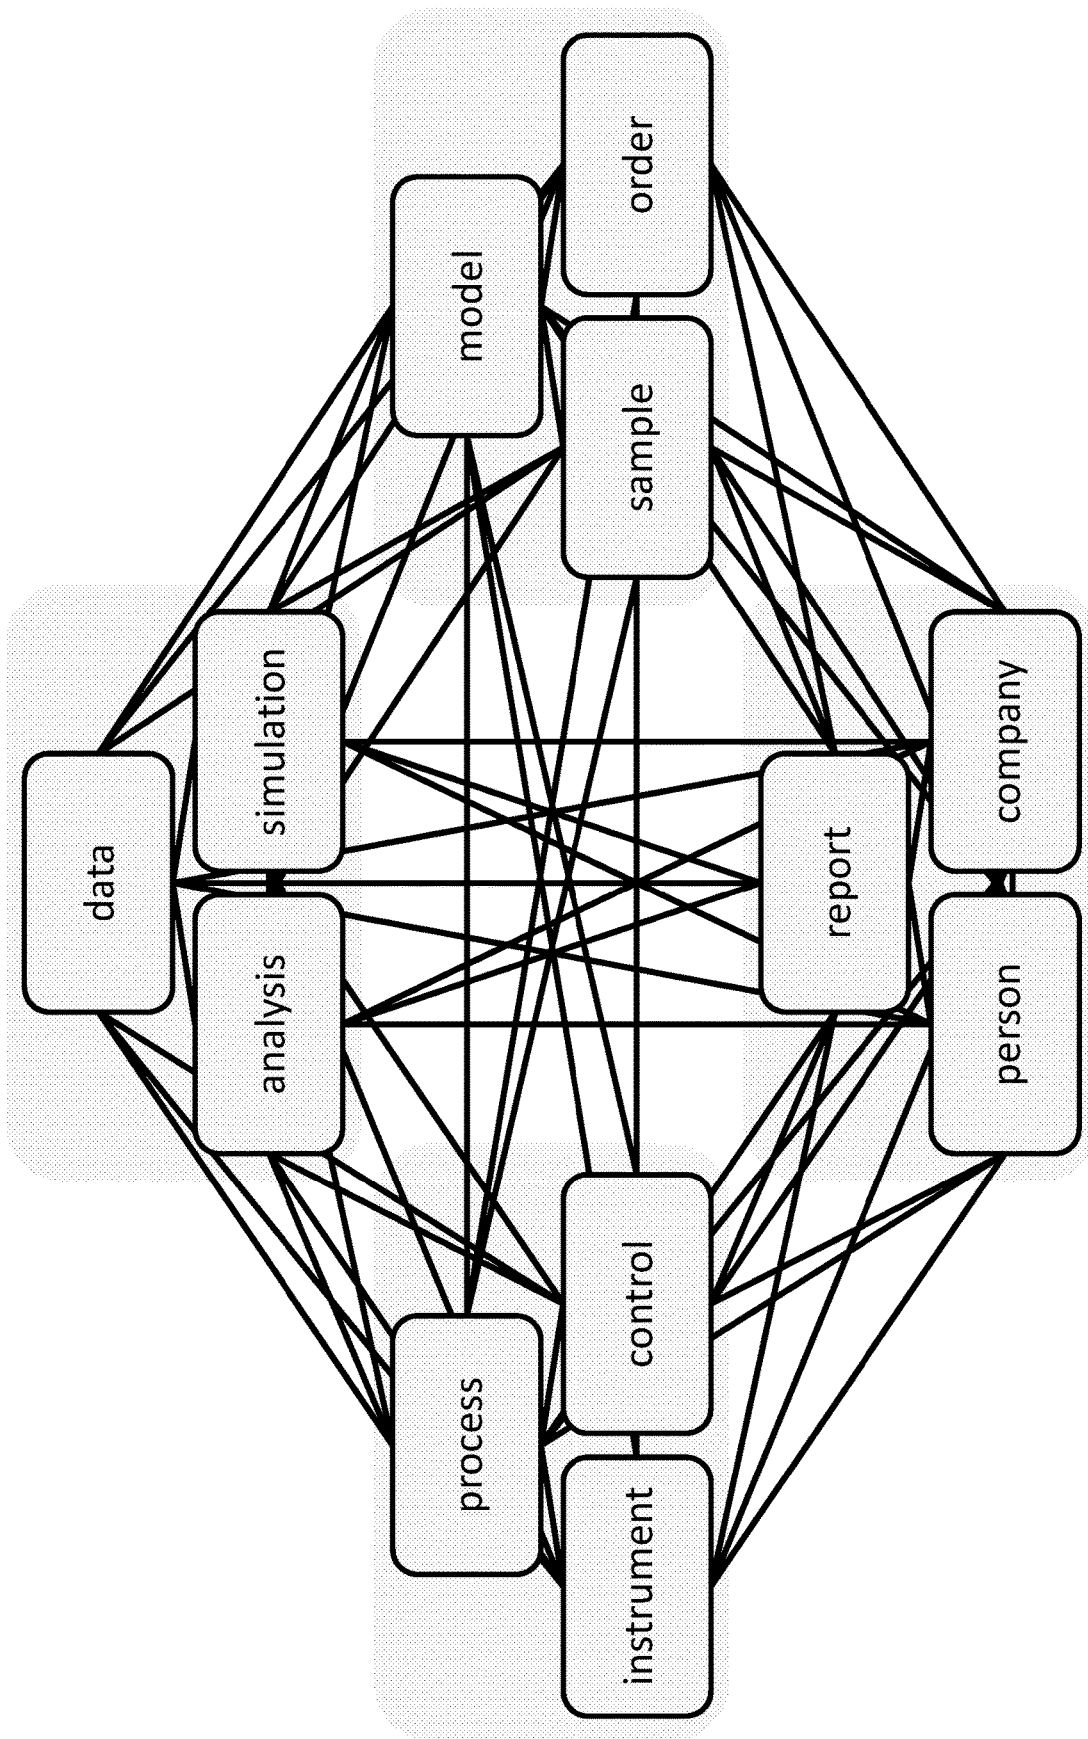 data
analysis
simulation
process
model
instrument
control
sample
order
report
person
company